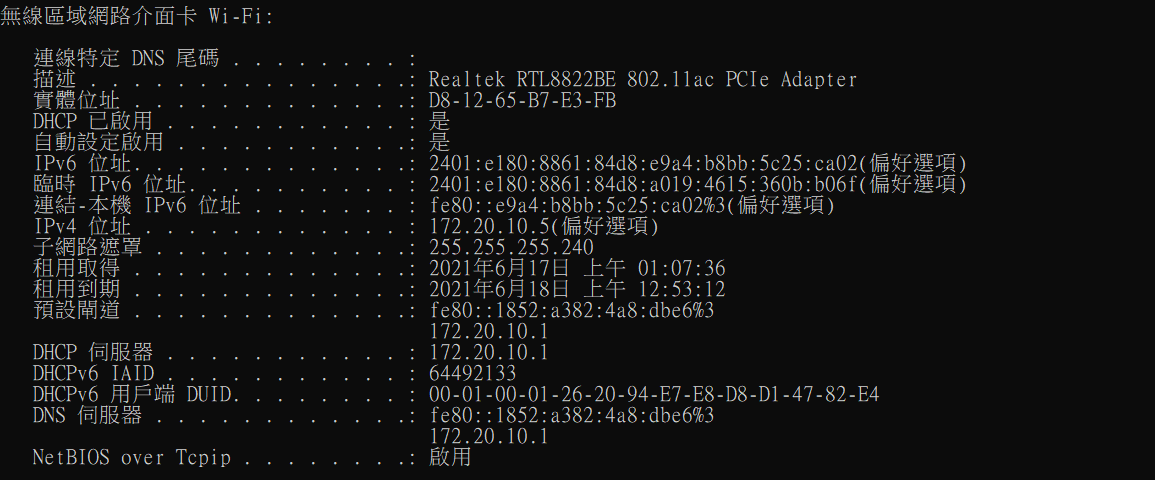 無線區域網路介面卡 Wi-Fi:
連線特定 DNS 尾碼 . . . . . . . . :
描述 . . . . . . . . . . . . . . .: Realtek RTL8822BE 802.11ac PCIe Adapter
實體位址 . . . . . . . . . . . . .: D8-12-65-B7-E3-FB
DHCP 已啟用 . . . . . . . . . . . : 是
自動設定啟用 . . . . . . . . . . .: 是
IPv6 位址. . . . . . . . . . . . .: 2401:e180:8861:84d8:e9a4:b8bb:5c25:ca02(偏好選項)
臨時 IPv6 位址. . . . . . . . . . : 2401:e180:8861:84d8:a019:4615:360b:b06f(偏好選項)
連結-本機 IPv6 位址 . . . . . . . : fe80::e9a4:b8bb:5c25:ca02%3(偏好選項)
IPv4 位址 . . . . . . . . . . . . : 172.20.10.5(偏好選項)
子網路遮罩 . . . . . . . . . . . .: 255.255.255.240
租用取得 . . . . . . . . . . . . .: 2021年6月17日 上午 01:07:36
租用到期 . . . . . . . . . . . . .: 2021年6月18日 上午 12:53:12
預設閘道 . . . . . . . . . . . . .: fe80::1852:a382:4a8:dbe6%3
172.20.10.1
DHCP 伺服器 . . . . . . . . . . . : 172.20.10.1
DHCPv6 IAID . . . . . . . . . . . : 64492133
DHCPv6 用戶端 DUID. . . . . . . . : 00-01-00-01-26-20-94-E7-E8-D8-D1-47-82-E4
DNS 伺服器 . . . . . . . . . . . .: fe80::1852:a382:4a8:dbe6%3
172.20.10.1
NetBIOS over Tcpip . . . . . . . .: 啟用